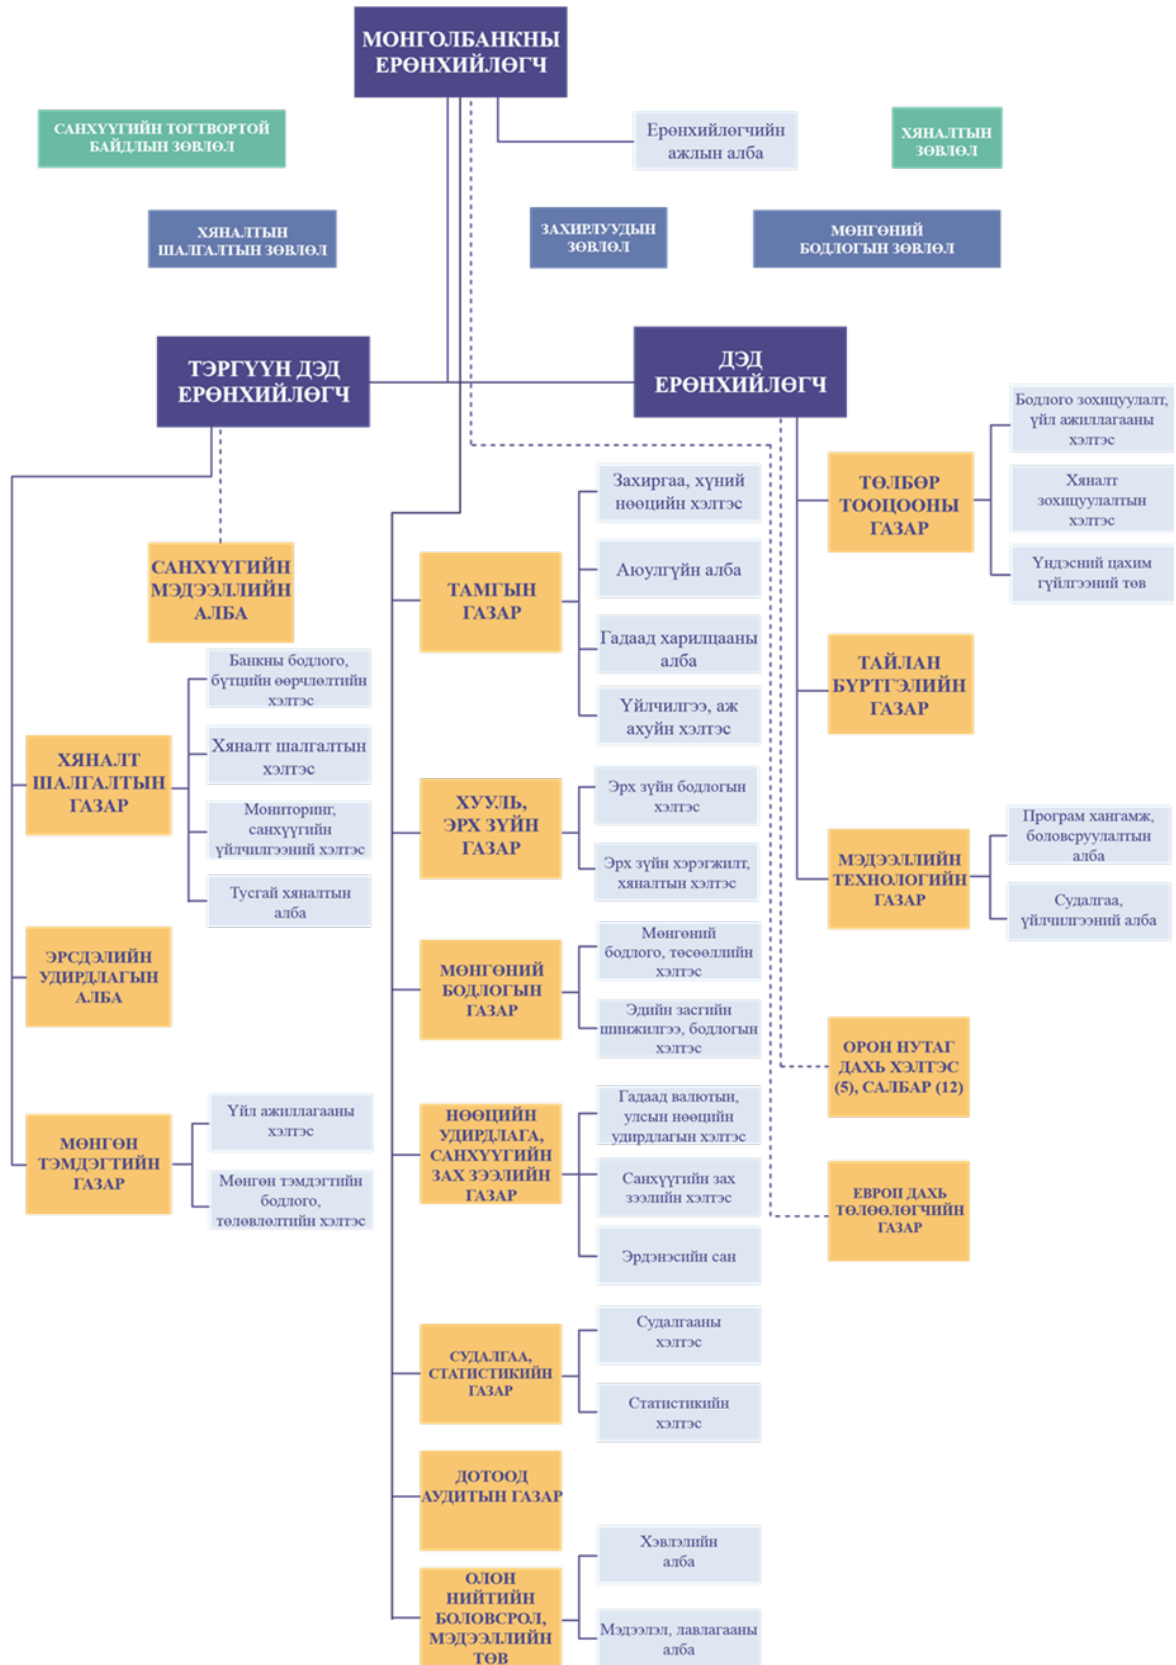 МОНГОЛБАНКНЫ
ЕРӨНХИЙЛӨГЧ
САНХҮҮГИЙН ТОГТВОРТОЙ
БАЙДЛЫН ЗӨВЛӨЛ
Ерөнхийлөгчийн
ажлын алба
ХЯНАЛТЫН
ЗӨВЛӨЛ
ХЯНАЛТЫН
ШАЛГАЛТЫН ЗӨВЛӨЛ
ЗАХИРЛУУДЫН
ЗӨВЛӨЛ
МӨНГӨНИЙ
БОДЛОГЫН ЗӨВЛӨЛ
ТЭРГҮҮН ДЭД
ЕРӨНХИЙЛӨГЧ
ДЭД
ЕРӨНХИЙЛӨГЧ
САНХҮҮГИЙН
МЭДЭЭЛЛИЙН
АЛБА
ХЯНАЛТ
ШАЛГАЛТЫН
ГАЗАР
Банкны бодлого,
бүтцийн өөрчлөлтийн
хэлтэс
Хяналт шалгалтын
хэлтэс
Мониторинг,
санхүүгийн
үйлчилгээний хэлтэс
Тусгай хяналтын
алба
ЭРСДЭЛИЙН
УДИРДЛАГЫН
АЛБА
МӨНГӨН
ТЭМДЭГТИЙН
ГАЗАР
Үйл ажиллагааны
хэлтэс
Мөнгөн тэмдэгтийн
бодлого,
төлөвлөлтийн хэлтэс
ТАМГЫН
ГАЗАР
Захиргаа, хүний
нөөцийн хэлтэс
Аюулгүйн алба
Гадаад харилцааны
алба
Үйлчилгээ, аж
ахуйн хэлтэс
ХУУЛЬ,
ЭРХ ЗҮЙН
ГАЗАР
Эрх зүйн бодлогын
хэлтэс
Эрх зүйн хэрэгжилт,
хяналтын хэлтэс
МӨНГӨНИЙ
БОДЛОГЫН
ГАЗАР
Мөнгөний
бодлого, төсөөллийн
хэлтэс
Эдийн засгийн
шинжилгээ, бодлогын
хэлтэс
НӨӨЦИЙН
УДИРДЛАГА,
САНХҮҮГИЙН
ЗАХ ЗЭЭЛИЙН
ГАЗАР
Гадаад валютын,
улсын нөөцийн
удирдлагын хэлтэс
Санхүүгийн зах
зээлийн хэлтэс
Эрдэнэсийн сан
СУДАЛГАА,
СТАТИСТИКИЙН
ГАЗАР
Судалгааны
хэлтэс
Статистикийн
хэлтэс
ДОТООД
АУДИТЫН ГАЗАР
ОЛОН
НИЙТИЙН
БОЛОВСРОЛ,
МЭДЭЭЛЛИЙН
ТӨВ
Хэвлэлийн
алба
Мэдээлэл, лавлагааны
алба
ТӨЛБӨР
ТООЦООНЫ
ГАЗАР
Бодлого зохицуулалт,
үйл ажиллагааны
хэлтэс
Хяналт
зохицуулалтын
хэлтэс
Үндэсний цахим
гүйлгээний төв
ТАЙЛАН
БҮРТГЭЛИЙН
ГАЗАР
МЭДЭЭЛЛИЙН
ТЕХНОЛОГИЙН
ГАЗАР
Програм хангамж,
боловсруулалтын
алба
Судалгаа,
үйлчилгээний алба
ОРОН НУТАГ
ДАХЬ ХЭЛТЭС
(5), САЛБАР (12)
ЕВРОП ДАХЬ
ТӨЛӨӨЛӨГЧИЙН
ГАЗАР